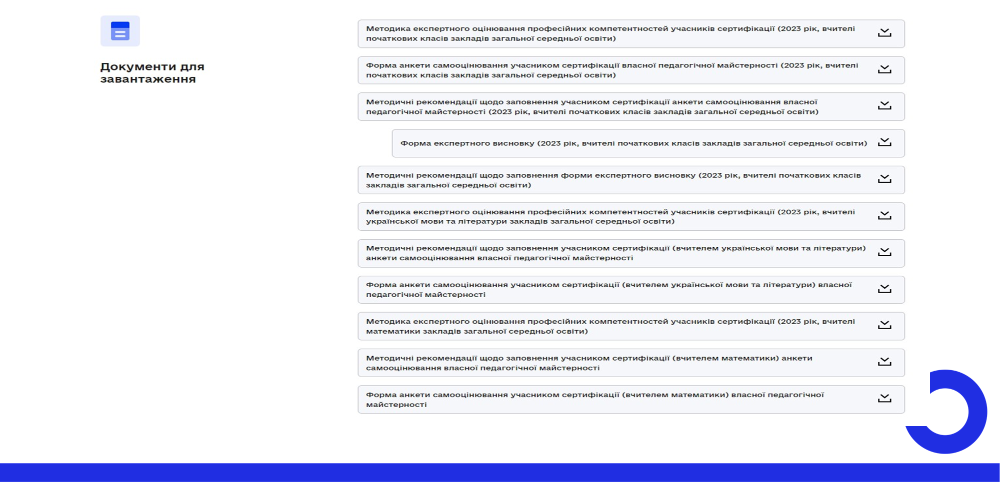 Документи для
завантаження
Методика експертного оцінювання професійних компетентностей учасників сертифікації (2023 рік, вчителі
початкових класів закладів загальної середньої освіти)
Форма анкети самооцінювання учасником сертифікації власної педагогічної майстерності (2023 рік, вчителі
початкових класів закладів загальної середньої освіти)
Методичні рекомендації щодо заповнення учасником сертифікації анкети самооцінювання власної
педагогічної майстерності (2023 рік, вчителі початкових класів закладів загальної середньої освіти)
Форма експертного висновку (2023 рік, вчителі початкових класів закладів загальної середньої освіти)
Методичні рекомендації щодо заповнення форми експертного висновку (2023 рік, вчителі початкових класів
закладів загальної середньої освіти)
Методика експертного оцінювання професійних компетентностей учасників сертифікації (2023 рік, вчителі
української мови та літератури закладів загальної середньої освіти)
Методичні рекомендації щодо заповнення учасником сертифікації (вчителем української мови та літератури)
анкети самооцінювання власної педагогічної майстерності
Форма анкети самооцінювання учасником сертифікації (вчителем української мови та літератури) власної
педагогічної майстерності
Методика експертного оцінювання професійних компетентностей учасників сертифікації (2023 рік, вчителі
математики закладів загальної середньої освіти)
Методичні рекомендації щодо заповнення учасником сертифікації (вчителем математики) анкети
самооцінювання власної педагогічної майстерності
Форма анкети самооцінювання учасником сертифікації (вчителем математики) власної педагогічної
майстерності